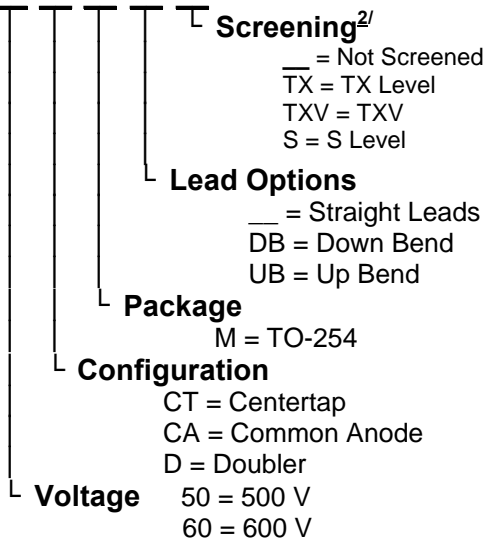 Screening2/
__ = Not Screened
TX = TX Level
TXV = TXV
S = S Level
Lead Options
__ = Straight Leads
DB = Down Bend
UB = Up Bend
Package
M = TO-254
Configuration
CT = Centertap
CA = Common Anode
D = Doubler
Voltage 50 = 500 V
60 = 600 V